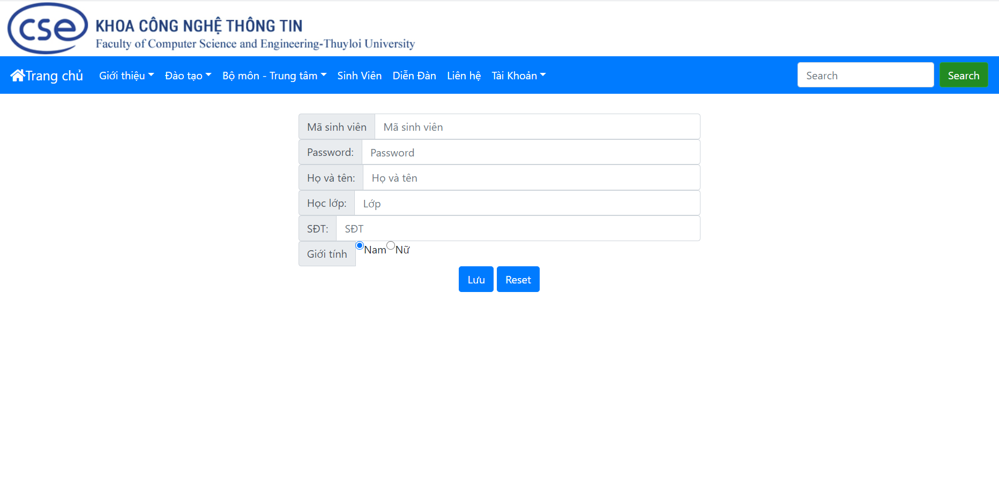 cse KHOA CÔNG NGHỆ THÔNG TIN
Faculty of Computer Science and Engineering-Thuyloi University
Trang chủ Giới thiệu Đào tạo Bộ môn - Trung tâm Sinh Viên Diễn Đàn Liên hệ Tài Khoản Search Search
Mã sinh viên Mã sinh viên
Password: Password
Họ và tên: Họ và tên
Học lớp: Lớp
SĐT: SĐT
Giới tính Nam Nữ
Lưu Reset